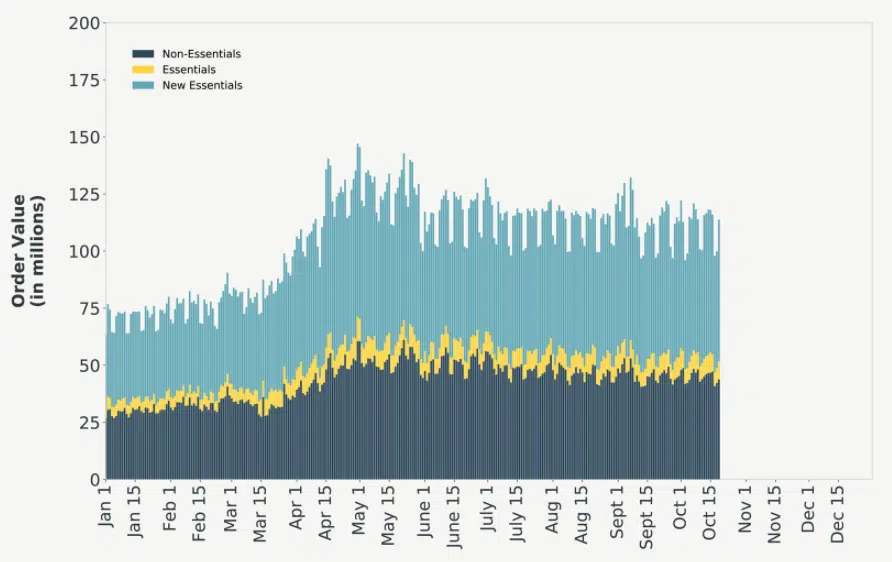 200
175
150
125
100
75
50
25
0
Order Value
(in millions)
Non-Essentials
Essentials
New Essentials
Jan 1
Jan 15
Feb 1
Feb 15
Mar 1
Mar 15
Apr 1
Apr 15
May 1
May 15
June 1
June 15
July 1
July 15
Aug 1
Aug 15
Sept 1
Sept 15
Oct 1
Oct 15
Nov 1
Nov 15
Dec 1
Dec 15